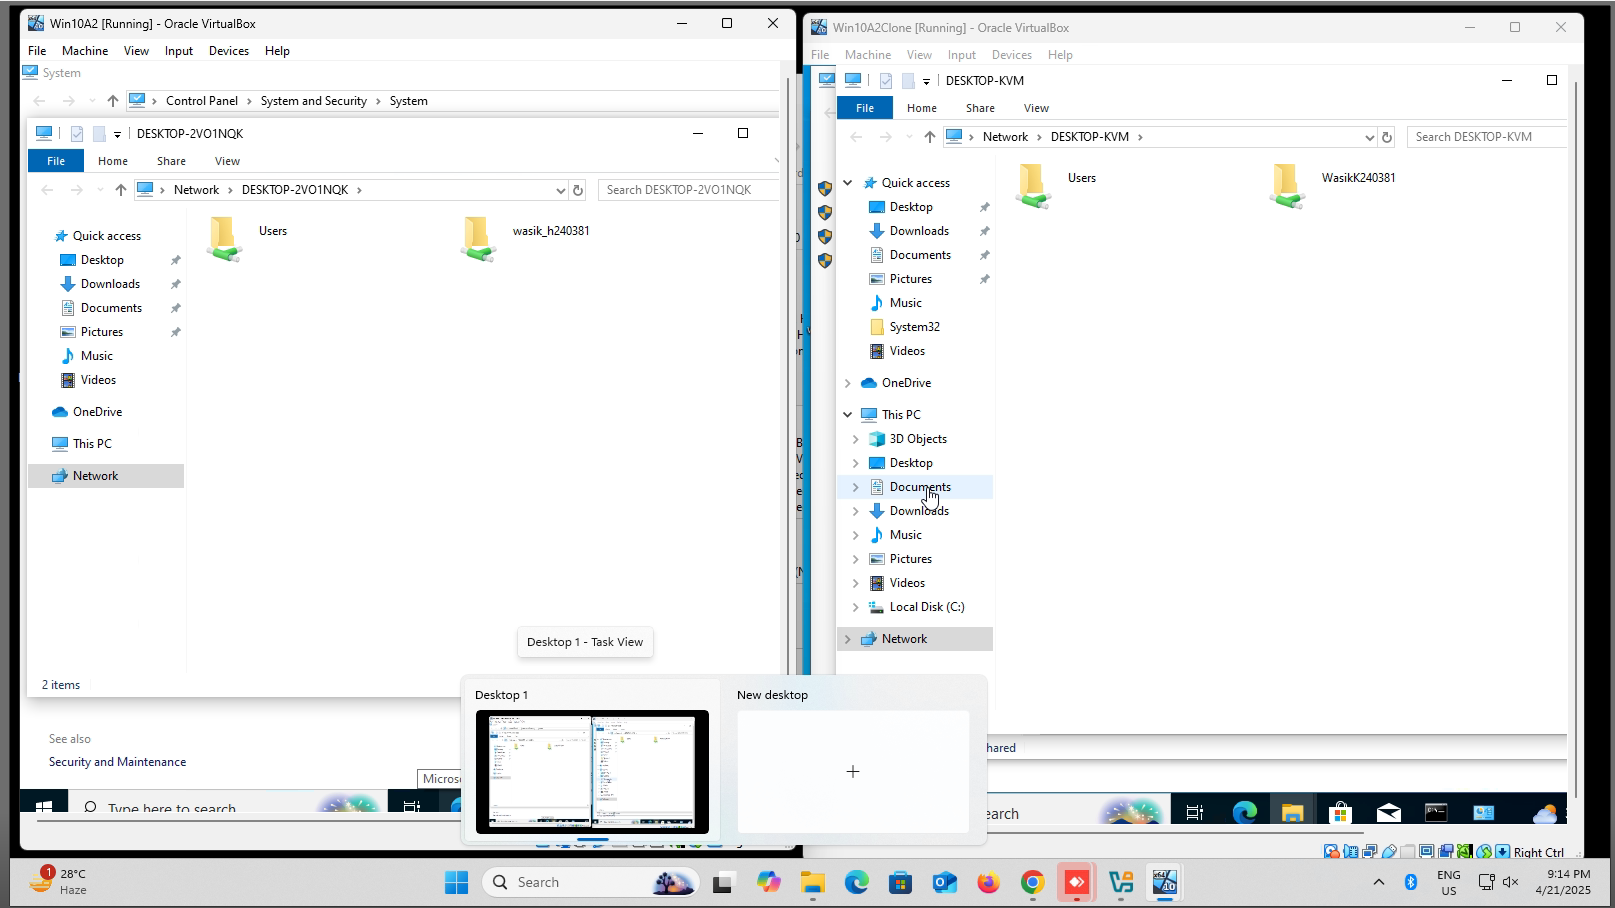 Win10A2 [Running] - Oracle VirtualBox
File Machine View Input Devices Help
System
Control Panel System and Security System
DESKTOP-2VO1NQK
File Home Share View
Network DESKTOP-2VO1NQK
Search DESKTOP-2VO1NQK
Quick access
Desktop
Downloads
Documents
Pictures
Music
Videos
OneDrive
This PC
Network
Users
wasik_h240381
2 items
See also
Security and Maintenance
Type here to search
Win10A2Clone [Running] - Oracle VirtualBox
File Machine View Input Devices Help
DESKTOP-KVM
File Home Share View
Network DESKTOP-KVM
Search DESKTOP-KVM
Quick access
Desktop
Downloads
Documents
Pictures
Music
System32
Videos
OneDrive
This PC
3D Objects
Desktop
Documents
Downloads
Music
Pictures
Videos
Local Disk (C:)
Network
Users
WasikK240381
Right Ctrl
Desktop 1 - Task View
Desktop 1
New desktop
1
28°C
Haze
Search
ENG
US
9:14 PM
4/21/2025